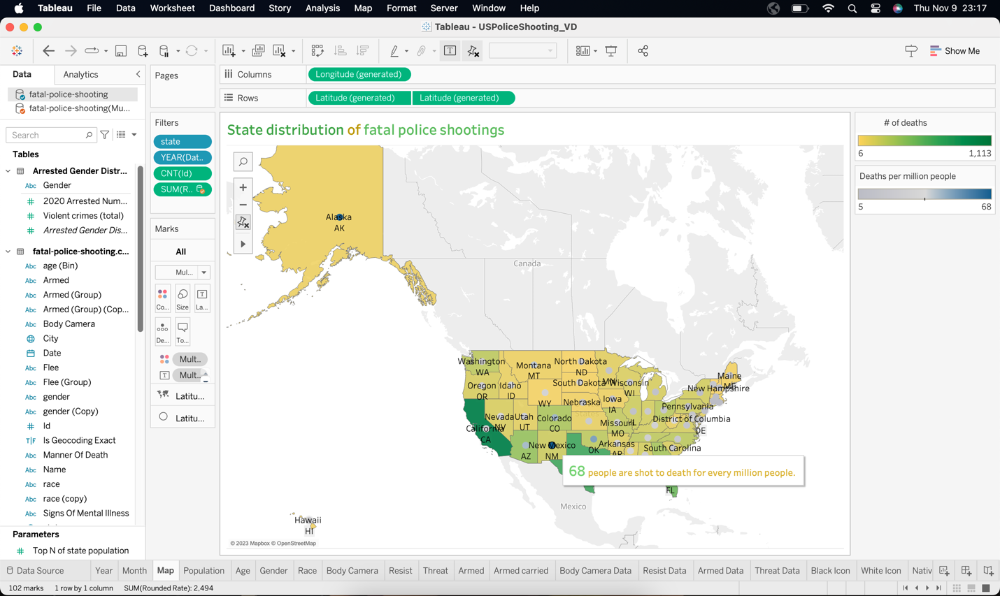 Tableau File Data Worksheet Dashboard Story Analysis Map Format Server Window Help Thu Nov 9 23:17
Tableau - USPoliceShooting_VD
Show Me
Data Analytics
fatal-police-shooting
fatal-police-shooting(Mu...
Search
Tables
Arrested Gender Distr...
Abc Gender
2020 Arrested Num...
Violent crimes (total)
Arrested Gender Dis...
fatal-police-shooting.c...
Abc age (Bin)
Abc Armed
Abc Armed (Group)
Abc Armed (Group) (Cop...
Abc Body Camera
City
Date
Abc Flee
Abc Flee (Group)
Abc gender
Abc gender (Copy)
# Id
T|F Is Geocoding Exact
Abc Manner Of Death
Abc Name
Abc race
Abc race (copy)
Abc Signs Of Mental Illness
Parameters
# Top N of state population
Pages
Filters
state
YEAR(Dat..
CNT(Id)
SUM(R..
Marks
All
Mul...
Co... Size La...
De... To...
Mult..
Mult..
Latitu...
Latitu...
Columns
Longitude (generated)
Rows
Latitude (generated) Latitude (generated)
State distribution of fatal police shootings
Alaska
AK
Canada
Washington
WA
Montana
MT
North Dakota
ND
Maine
ME
Oregon
OR
Idaho
ID
South Dakota
MN
Wisconsin
WI
New Hampshire
WY
Nebraska
Iowa
IA
Pennsylvania
Nevada
NV
Utah
UT
Colorado
CO
States
Missouri
MO
IL
District of Columbia
DE
California
CA
AZ
New Mexico
NM
OK
Arkansas
AR
South Carolina
68 people are shot to death for every million people.
FL
Mexico
Hawaii
HI
© 2023 Mapbox © OpenStreetMap
# of deaths
6 1,113
Deaths per million people
5 68
Data Source Year Month Map Population Age Gender Race Body Camera Resist Threat Armed Armed carried Body Camera Data Resist Data Armed Data Threat Data Black Icon White Icon Nativ
102 marks 1 row by 1 column SUM(Rounded Rate): 2,494